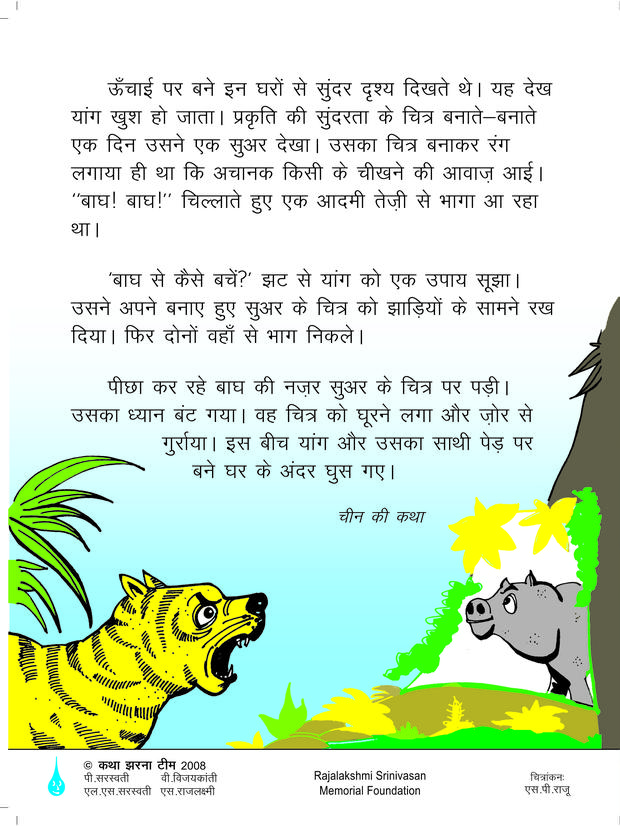 ऊँचाई पर बने इन घरों से सुंदर दृश्य दिखते थे। यह देख
यांग खुश हो जाता। प्रकृति की सुंदरता के चित्र बनाते–बनाते
एक दिन उसने एक सुअर देखा। उसका चित्र बनाकर रंग
लगाया ही था कि अचानक किसी के चीखने की आवाज़ आई।
"बाघ! बाघ!" चिल्लाते हुए एक आदमी तेज़ी से भागा आ रहा
था।
'बाघ से कैसे बचें?' झट से यांग को एक उपाय सूझा।
उसने अपने बनाए हुए सुअर के चित्र को झाड़ियों के सामने रख
दिया। फिर दोनों वहाँ से भाग निकले।
पीछा कर रहे बाघ की नज़र सुअर के चित्र पर पड़ी।
उसका ध्यान बंट गया। वह चित्र को घूरने लगा और ज़ोर से
गुर्राया। इस बीच यांग और उसका साथी पेड़ पर
बने घर के अंदर घुस गए।
चीन की कथा
© कथा झरना टीम 2008
पी.सरस्वती वी.विजयकांती
एल.एस.सरस्वती एस.राजलक्ष्मी
Rajalakshmi Srinivasan
Memorial Foundation
चित्रांकनः
एस.पी.राजू